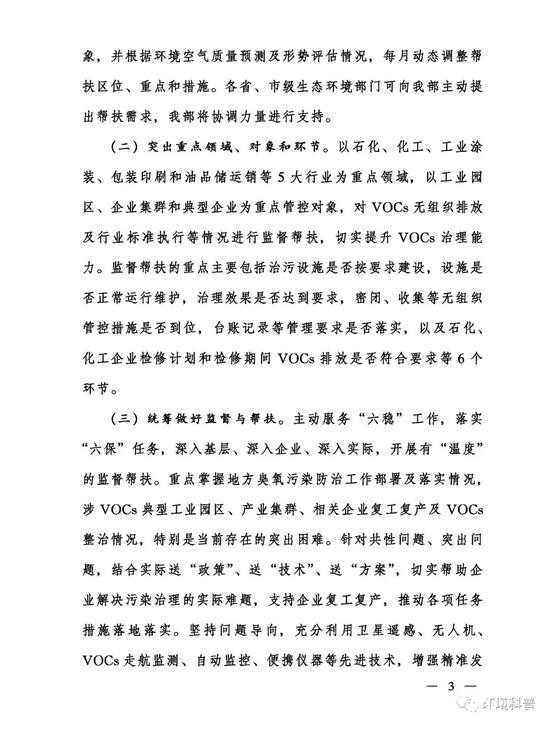 象，并根据环境空气质量预测及形势评估情况，每月动态调整帮
扶区位、重点和措施。各省、市级生态环境部门可向我部主动提
出帮扶需求，我部将协调力量进行支持。
（二）突出重点领域、对象和环节。以石化、化工、工业涂
装、包装印刷和油品储运销等 5 大行业为重点领域，以工业园
区、企业集群和典型企业为重点管控对象，对 VOCs 无组织排放
及行业标准执行等情况进行监督帮扶，切实提升 VOCs 治理能
力。监督帮扶的重点主要包括治污设施是否按要求建设，设施是
否正常运行维护，治理效果是否达到要求，密闭、收集等无组织
管控措施是否到位，台账记录等管理要求是否落实，以及石化、
化工企业检修计划和检修期间 VOCs 排放是否符合要求等 6 个
环节。
（三）统筹做好监督与帮扶。主动服务“六稳”工作，落实
“六保”任务，深入基层、深入企业、深入实际，开展有“温度”
的监督帮扶。重点掌握地方臭氧污染防治工作部署及落实情况，
涉 VOCs 典型工业园区、产业集群、相关企业复工复产及 VOCs
整治情况，特别是当前存在的突出困难。针对共性问题、突出问
题，结合实际送“政策”、送“技术”、送“方案”，切实帮助企
业解决污染治理的实际难题，支持企业复工复产，推动各项任务
措施落地落实。坚持问题导向，充分利用卫星遥感、无人机、
VOCs 走航监测、自动监控、便携仪器等先进技术，增强精准发
— 3 —
环境科普